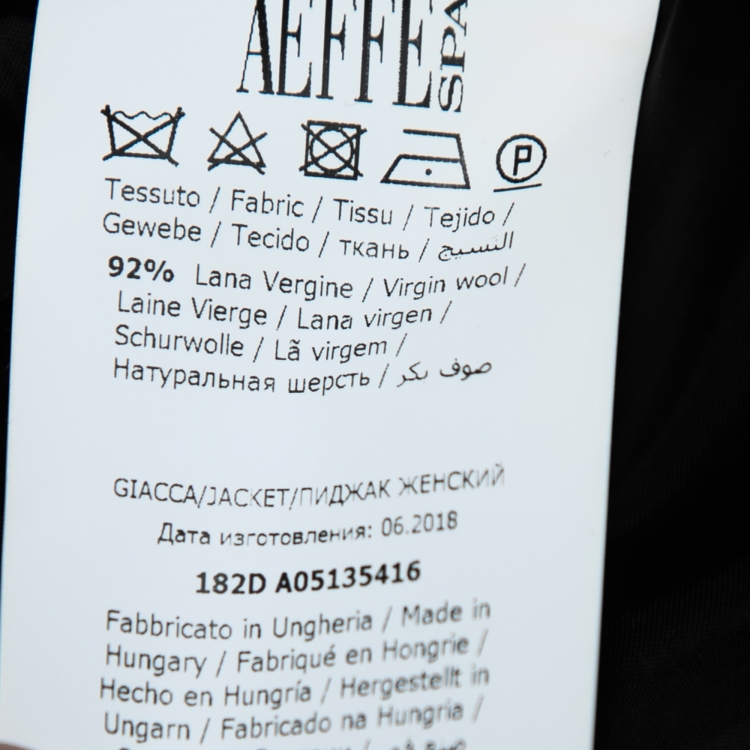 AEFFE SPA
P
Tessuto / Fabric / Tissu / Tejido /
Gewebe / Tecido / ткань / النسيج
92% Lana Vergine / Virgin wool /
Laine Vierge / Lana virgen /
Schurwolle / Lã virgem /
Натуральная шерсть / صوف بكر
GIACCA/JACKET/ПИДЖАК ЖЕНСКИЙ
Дата изготовления: 06.2018
182D A05135416
Fabbricato in Ungheria / Made in
Hungary / Fabriqué en Hongrie /
Hecho en Hungría / Hergestellt in
Ungarn / Fabricado na Hungria /